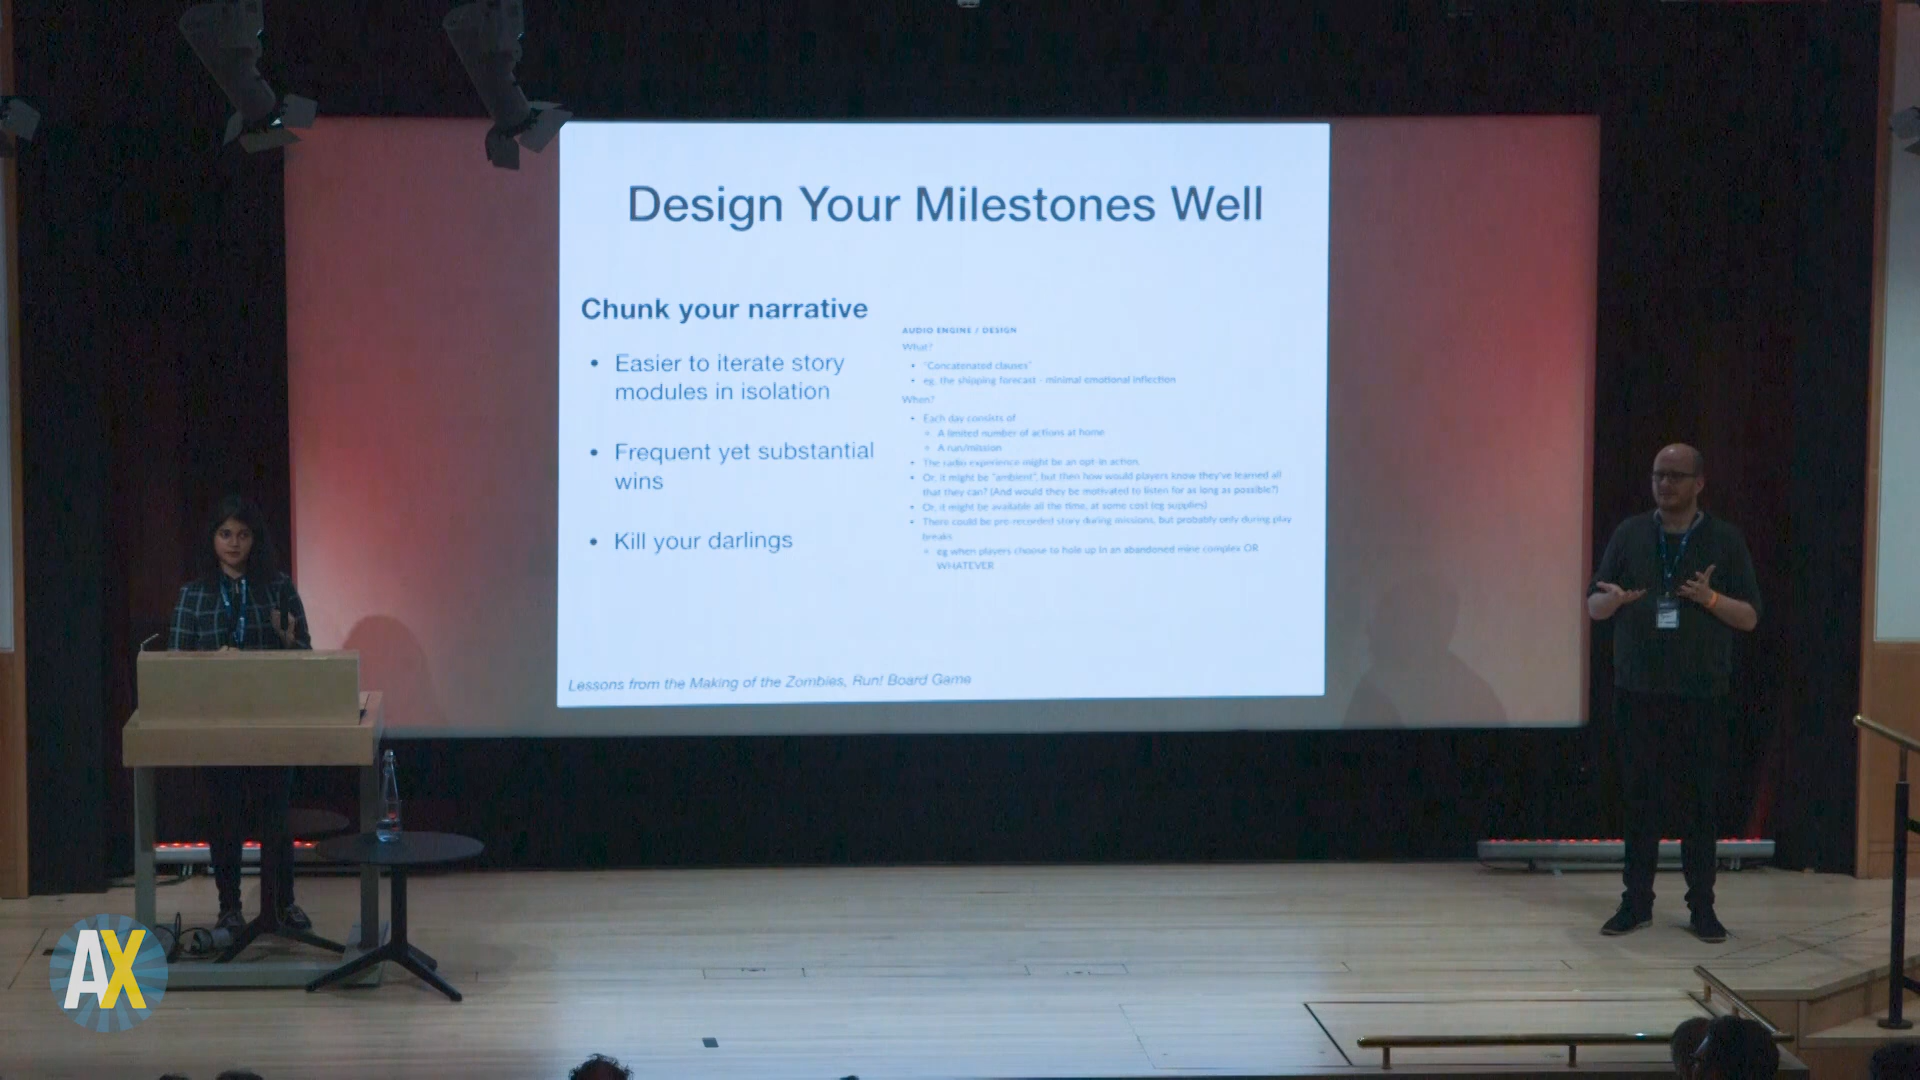 Design Your Milestones Well
Chunk your narrative
• Easier to iterate story
modules in isolation
• Frequent yet substantial
wins
• Kill your darlings
AUDIO ENGINE / DESIGN
What?
• "Concatenated clauses"
• eg. the shipping forecast - minimal emotional inflection
When?
• Each day consists of
A limited number of actions at home
A run/mission
• The radio experience might be an opt-in action.
• Or, it might be "ambient", but then how would players know they've learned all
that they can? (And would they be motivated to listen for as long as possible?)
• Or, it might be available all the time, at some cost (eg supplies)
• There could be pre-recorded story during missions, but probably only during play
breaks
eg when players choose to hole up in an abandoned mine complex OR
WHATEVER
Lessons from the Making of the Zombies, Run! Board Game
AX